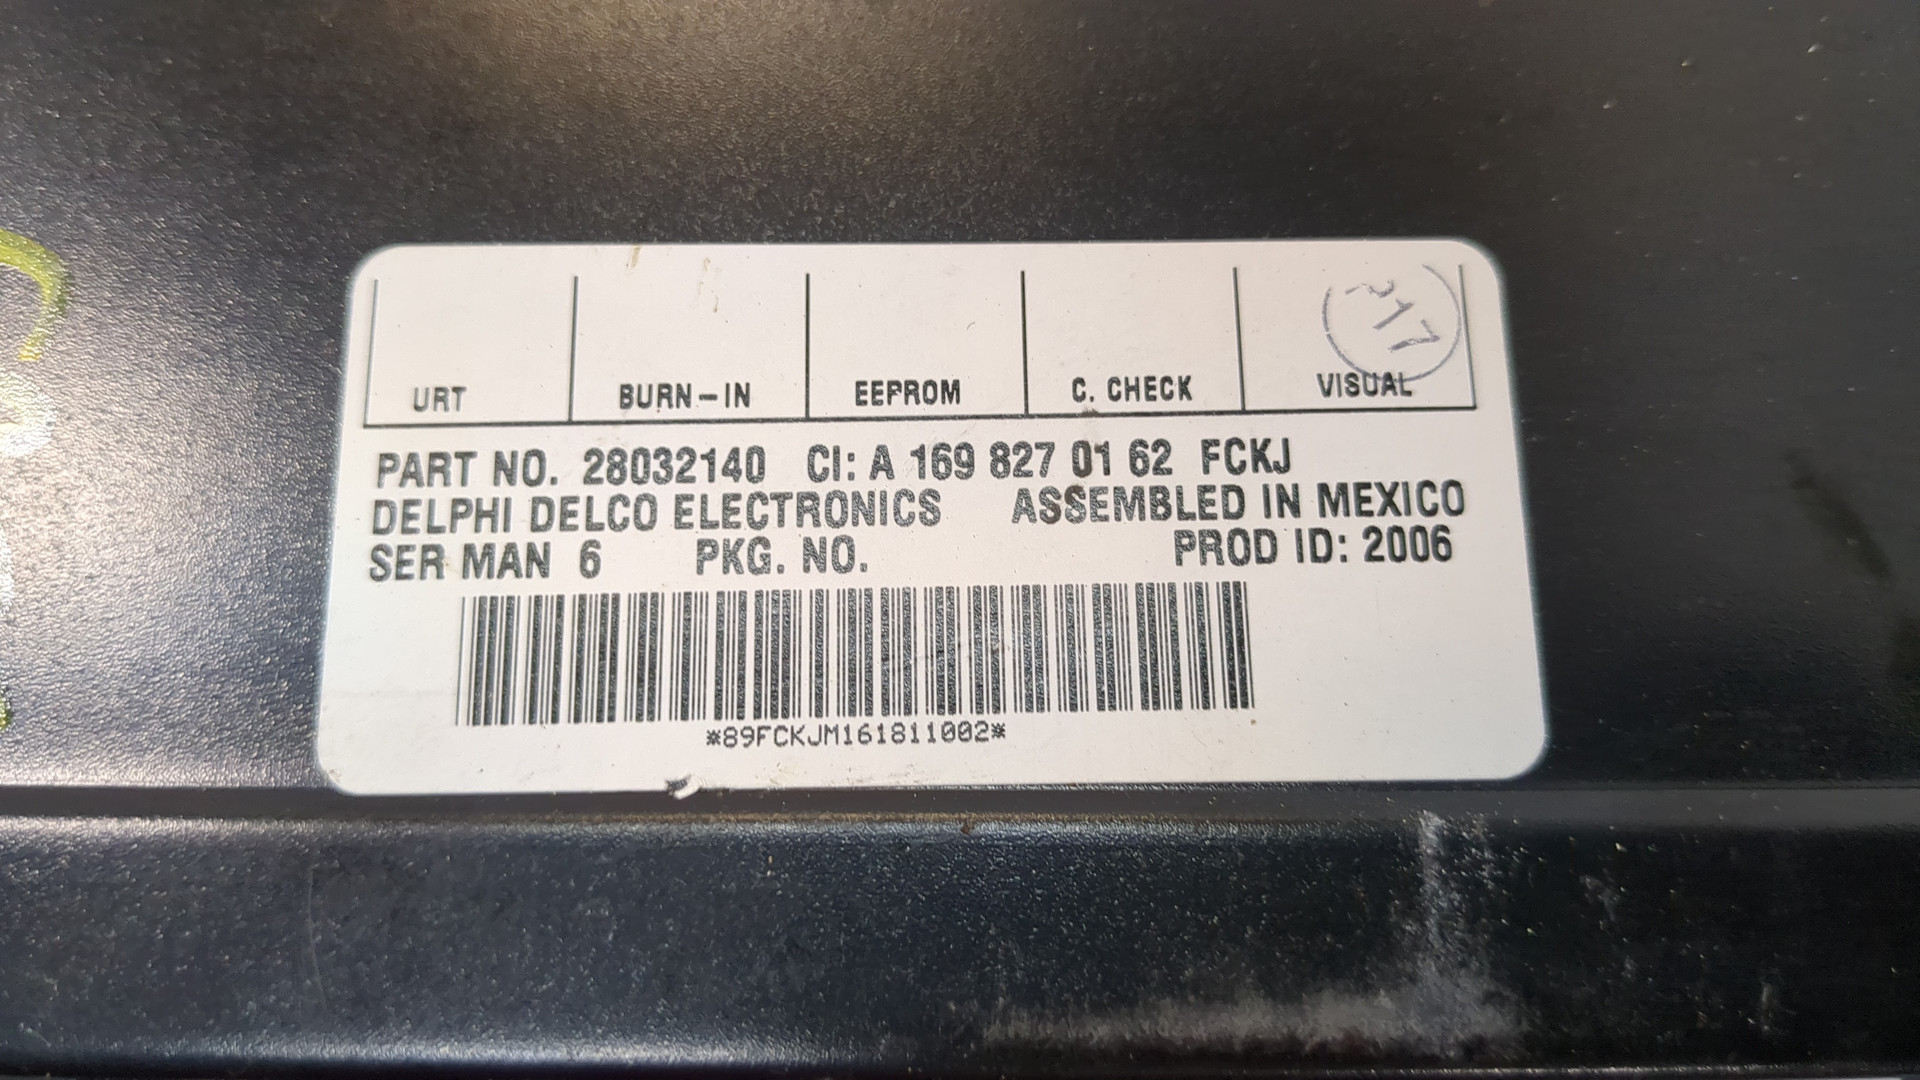 217
URT BURN-IN EEPROM C. CHECK VISUAL
PART NO. 28032140 CI: A 169 827 01 62 FCKJ
DELPHI DELCO ELECTRONICS ASSEMBLED IN MEXICO
SER MAN 6 PKG. NO. PROD ID: 2006
*89FCKJM161811002*